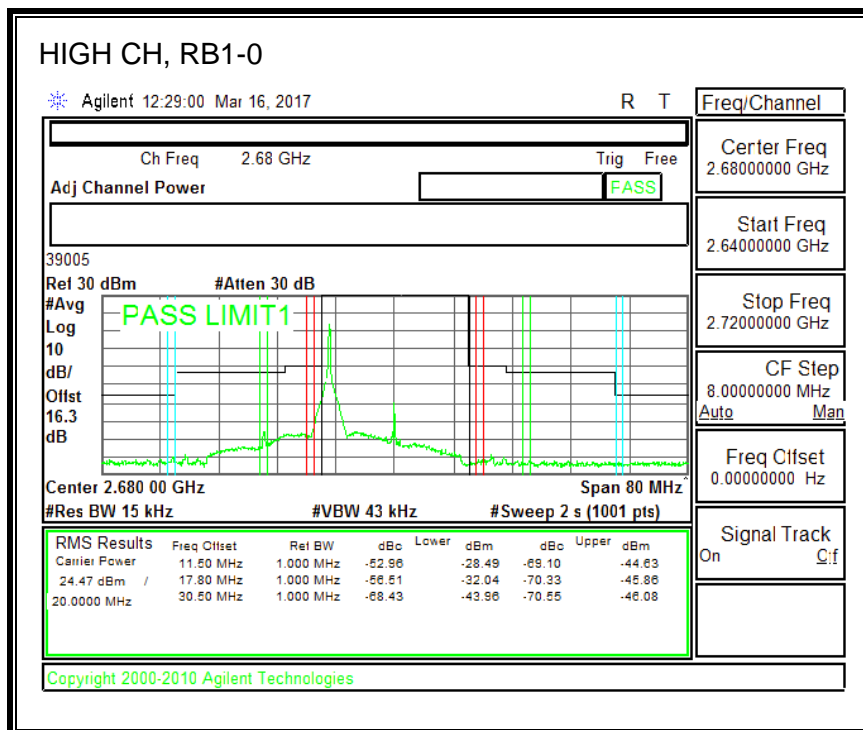 HIGH CH, RB1-0
Agilent 12:29:00 Mar 16, 2017 R T
Freq/Channel
Ch Freq 2.68 GHz Trig Free
Adj Channel Power PASS
Center Freq
2.68000000 GHz
Start Freq
2.64000000 GHz
39005
Ref 30 dBm #Atten 30 dB
#Avg
Log
10
dB/
Offst
16.3
dB
PASS LIMIT1
Stop Freq
2.72000000 GHz
CF Step
8.00000000 MHz
Auto Man
Freq Offset
0.00000000 Hz
Center 2.680 00 GHz Span 80 MHz
#Res BW 15 kHz #VBW 43 kHz #Sweep 2 s (1001 pts)
Signal Track
On Off
RMS Results Freq Offset Ref BW dBc Lower dBm dBc Upper dBm
Carrier Power 11.50 MHz 1.000 MHz -52.96 -28.49 -69.10 -44.63
24.47 dBm / 17.80 MHz 1.000 MHz -56.51 -32.04 -70.33 -45.86
20.0000 MHz 30.50 MHz 1.000 MHz -68.43 -43.96 -70.55 -46.08
Copyright 2000-2010 Agilent Technologies